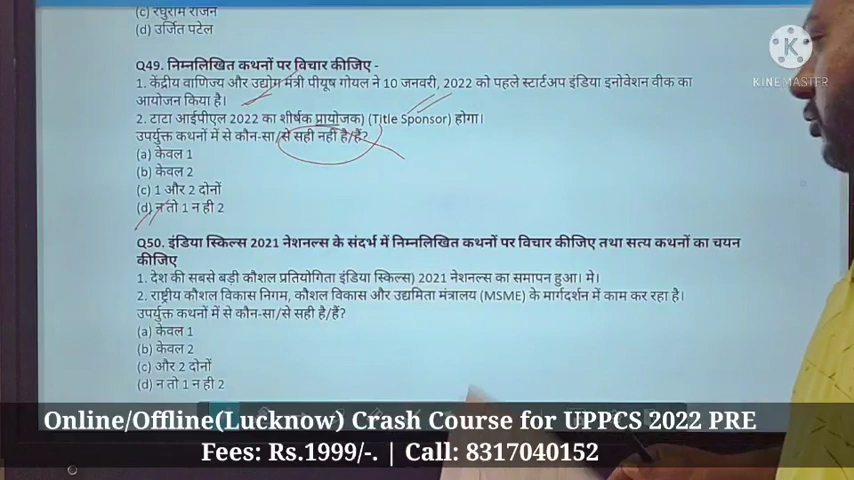 (c) रघुराम राजन
(d) उर्जित पटेल
Q49. निम्नलिखित कथनों पर विचार कीजिए -
1. केंद्रीय वाणिज्य और उद्योग मंत्री पीयूष गोयल ने 10 जनवरी, 2022 को पहले स्टार्टअप इंडिया इनोवेशन वीक का
आयोजन किया है।
2. टाटा आईपीएल 2022 का शीर्षक प्रायोजक) (Title Sponsor) होगा।
उपर्युक्त कथनों में से कौन-सा/से सही नहीं है/हैं?
(a) केवल 1
(b) केवल 2
(c) 1 और 2 दोनों
(d) न तो 1 न ही 2
Q50. इंडिया स्किल्स 2021 नेशनल्स के संदर्भ में निम्नलिखित कथनों पर विचार कीजिए तथा सत्य कथनों का चयन
कीजिए
1. देश की सबसे बड़ी कौशल प्रतियोगिता इंडिया स्किल्स) 2021 नेशनल्स का समापन हुआ। मे।
2. राष्ट्रीय कौशल विकास निगम, कौशल विकास और उद्यमिता मंत्रालय (MSME) के मार्गदर्शन में काम कर रहा है।
उपर्युक्त कथनों में से कौन-सा/से सही है/हैं?
(a) केवल 1
(b) केवल 2
(c) और 2 दोनों
(d) न तो 1 न ही 2
K
KINEMASTER
Online/Offline(Lucknow) Crash Course for UPPCS 2022 PRE
Fees: Rs.1999/-. | Call: 8317040152